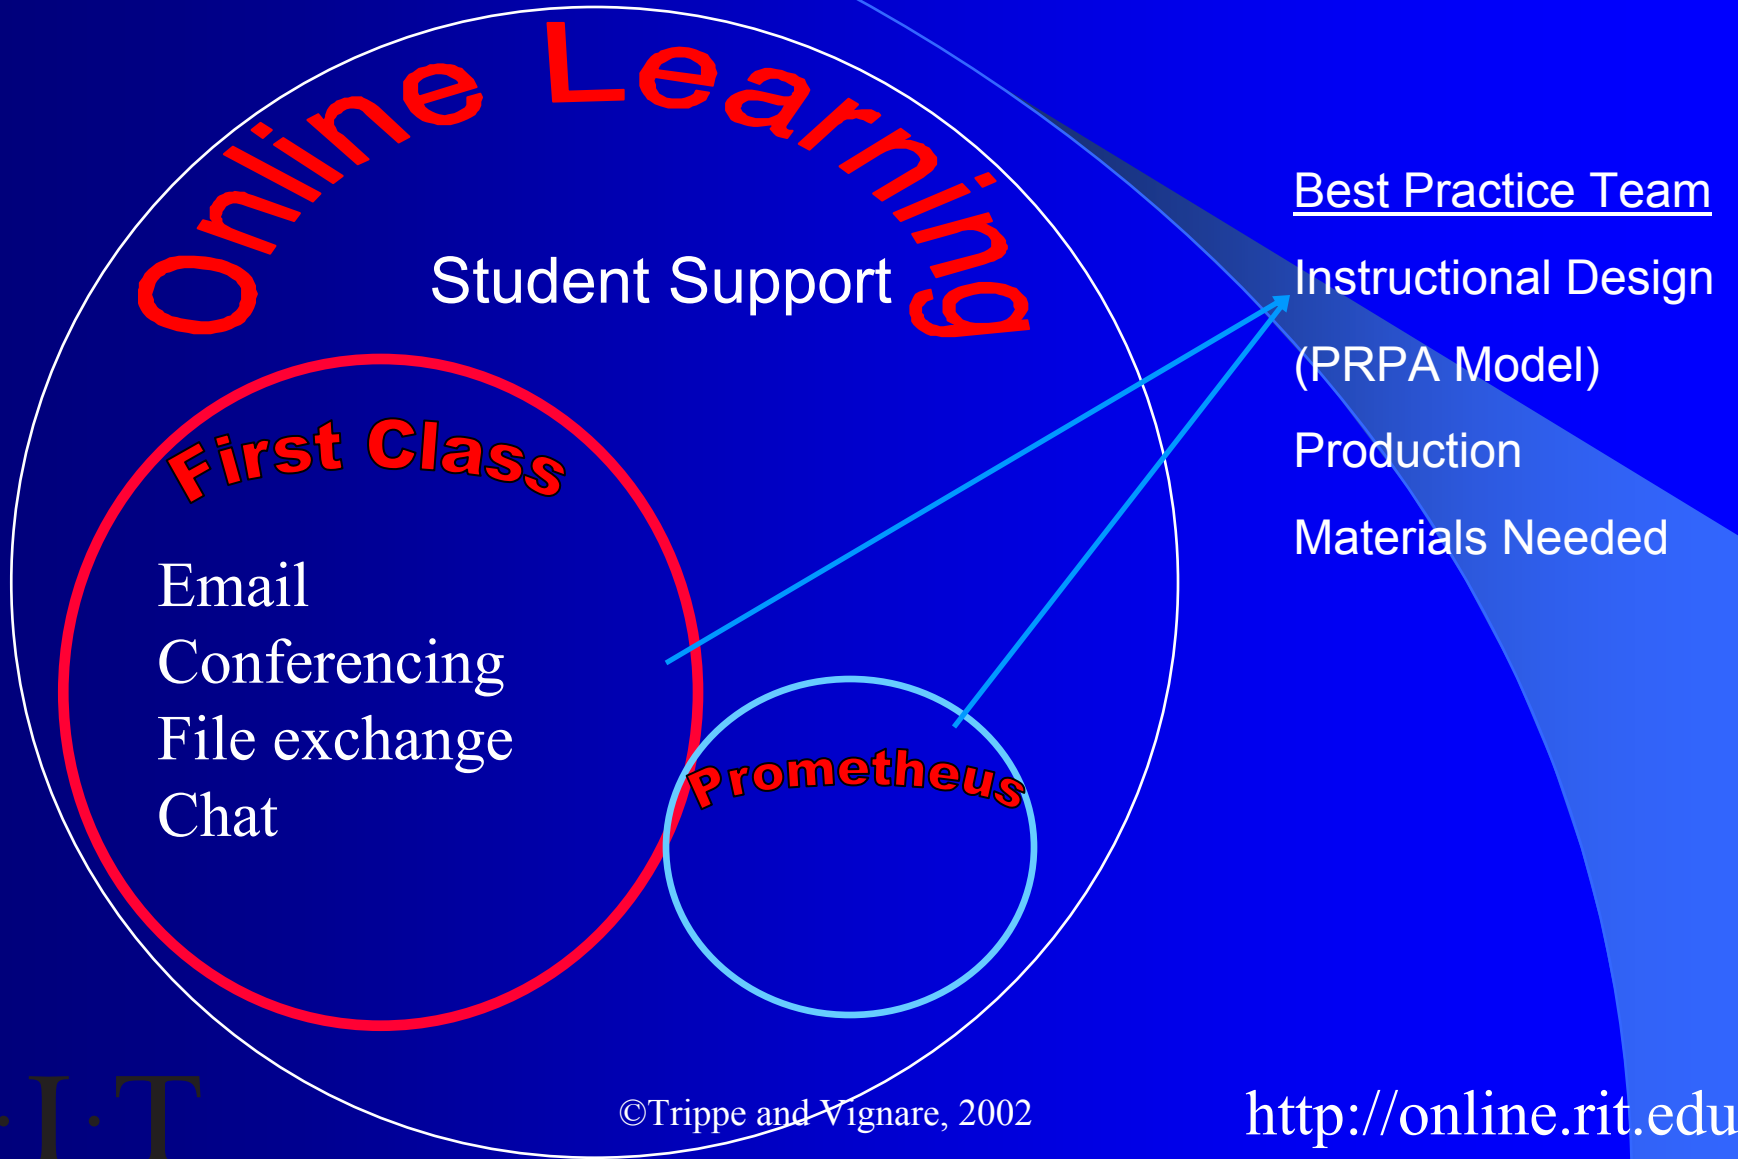 Online Learning
Student Support
First Class
Email
Conferencing
File exchange
Chat
Prometheus
Best Practice Team
Instructional Design
(PRPA Model)
Production
Materials Needed
·I·T
©Trippe and Vignare, 2002
http://online.rit.edu